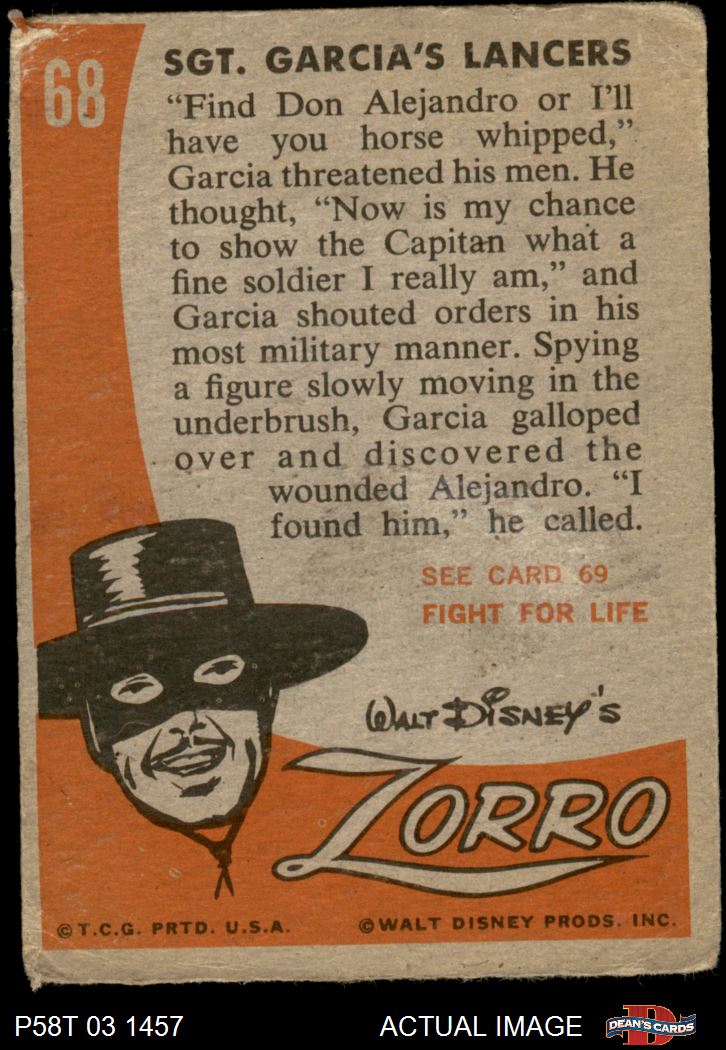 68
SGT. GARCIA'S LANCERS
“Find Don Alejandro or I'll
have you horse whipped,”
Garcia threatened his men. He
thought, “Now is my chance
to show the Capitan what a
fine soldier I really am,” and
Garcia shouted orders in his
most military manner. Spying
a figure slowly moving in the
underbrush, Garcia galloped
over and discovered the
wounded Alejandro. “I
found him,” he called.
SEE CARD 69
FIGHT FOR LIFE
WALT DISNEY'S
ZORRO
©T.C.G. PRTD. U.S.A.
©WALT DISNEY PRODS. INC.
P58T 03 1457
ACTUAL IMAGE
D
DEAN'S CARDS